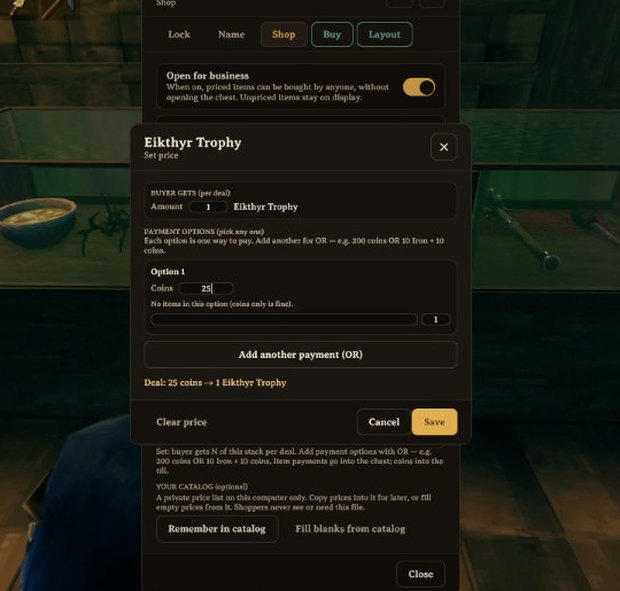 Shop
Lock
Name
Shop
Buy
Layout
Open for business
When on, priced items can be bought by anyone, without
opening the chest. Unpriced items stay on display.
Eikthyr Trophy
Set price
BUYER GETS (per deal)
Amount 1 Eikthyr Trophy
PAYMENT OPTIONS (pick any one)
Each option is one way to pay. Add another for OR — e.g. 200 coins OR 10 Iron + 10
coins.
Option 1
Coins 25
No items in this option (coins only is fine).
1
Add another payment (OR)
Deal: 25 coins → 1 Eikthyr Trophy
Clear price
Cancel
Save
Set: buyer gets N of this stack per deal. Add payment options with OR — e.g.
200 coins OR 10 Iron + 10 coins. Item payments go into the chest; coins into the
till.
YOUR CATALOG (optional)
A private price list on this computer only. Copy prices into it for later, or fill
empty prices from it. Shoppers never see or need this file.
Remember in catalog
Fill blanks from catalog
Close